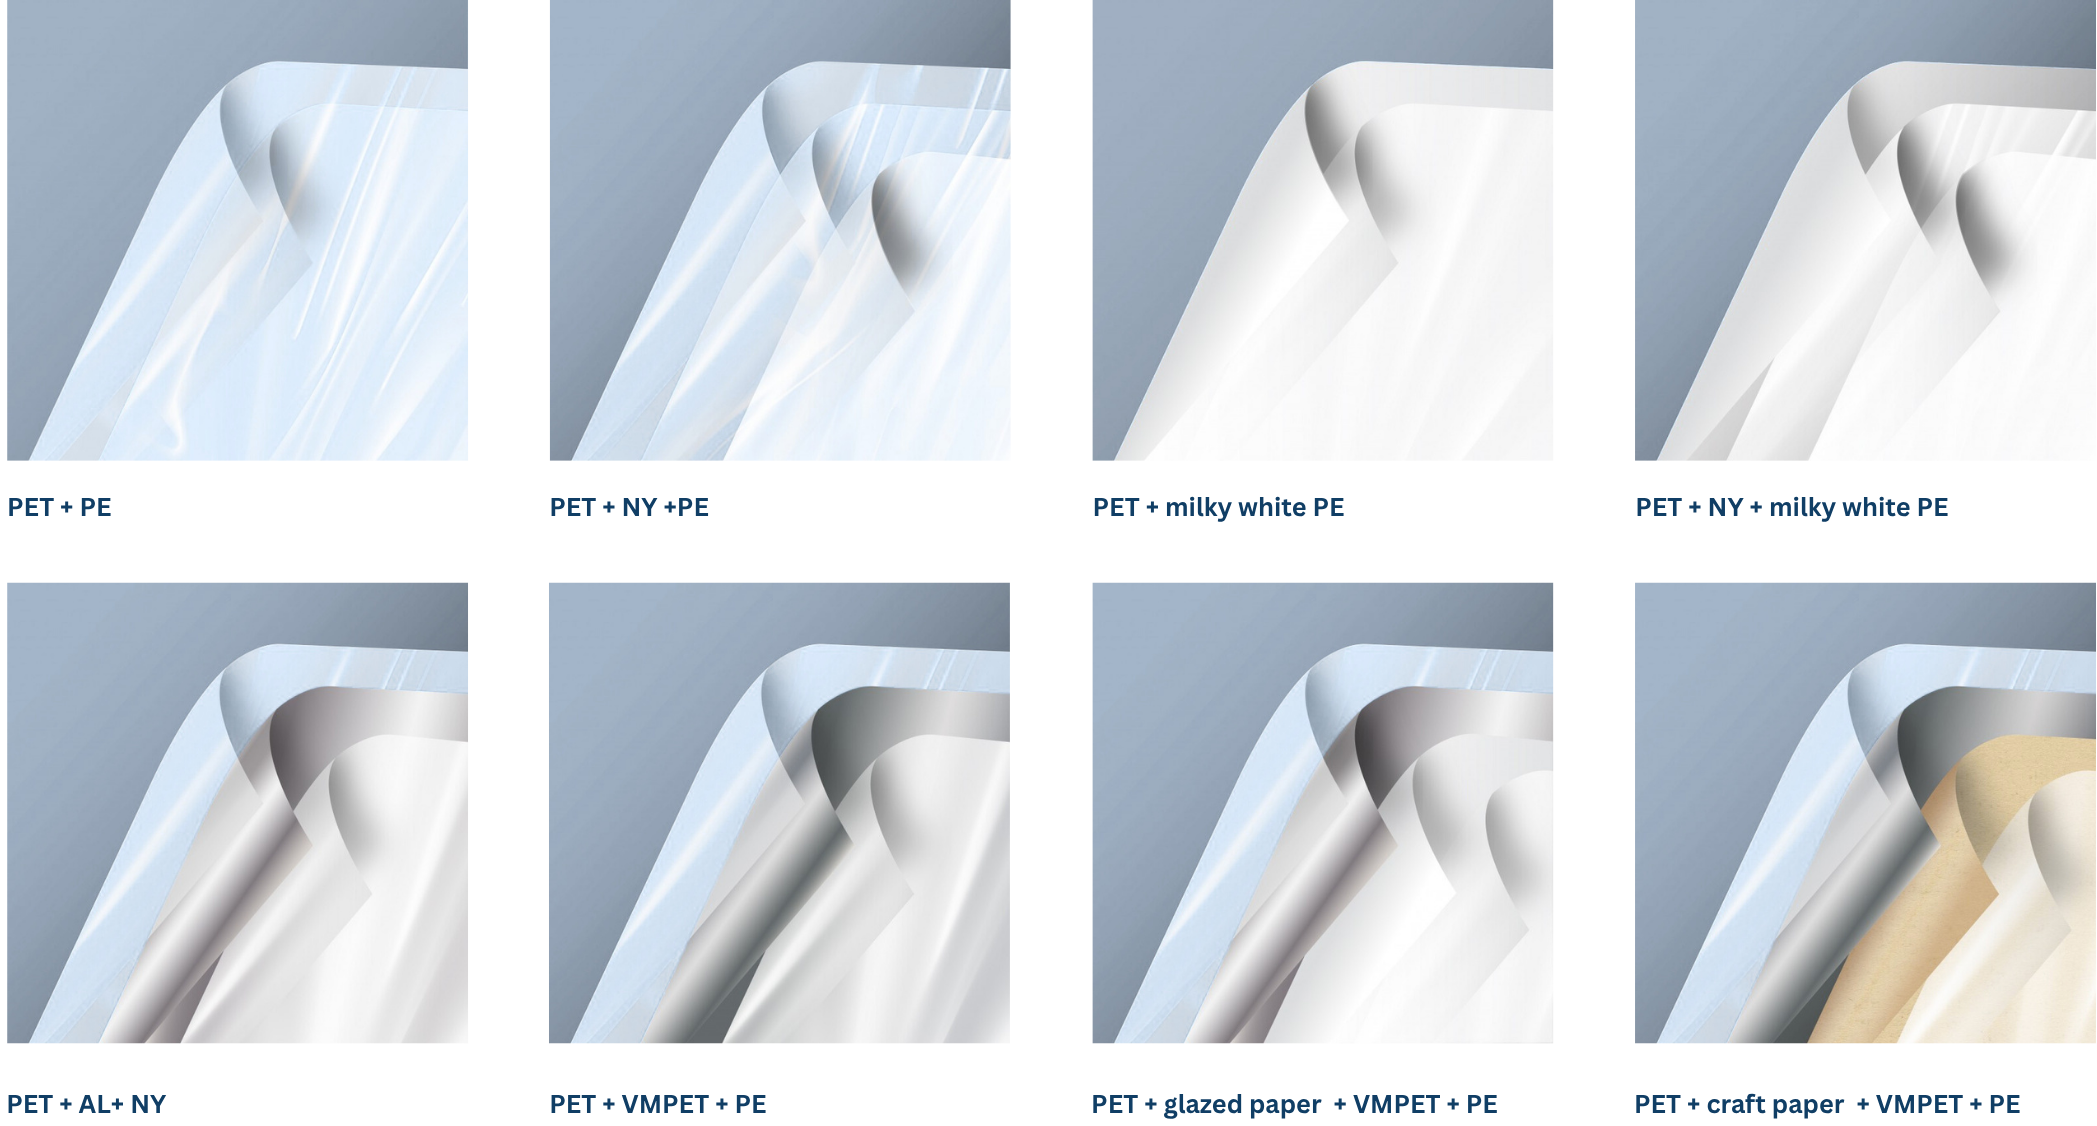 PET + PE
PET + NY +PE
PET + milky white PE
PET + NY + milky white PE
PET + AL+ NY
PET + VMPET + PE
PET + glazed paper + VMPET + PE
PET + craft paper + VMPET + PE